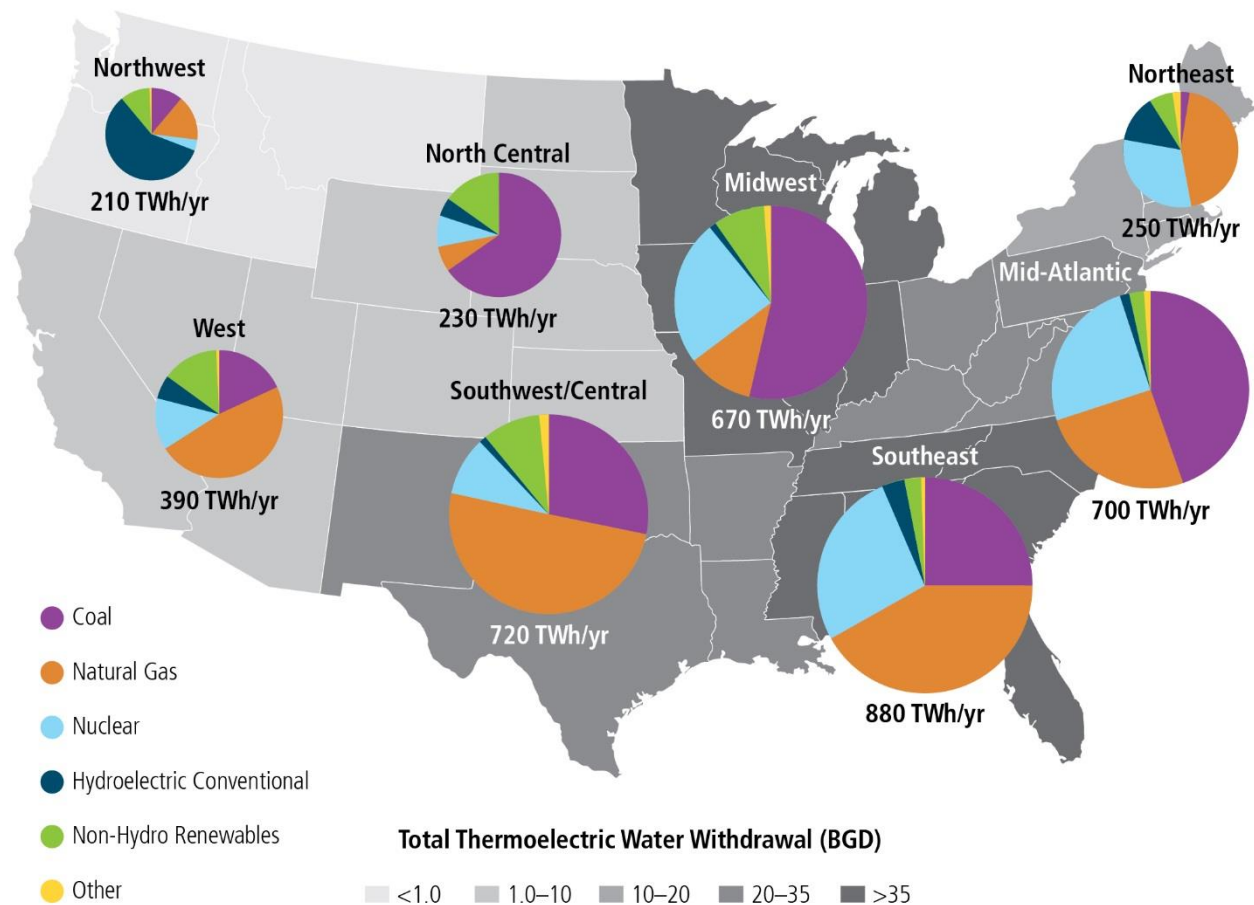 Northwest
210 TWh/yr
North Central
230 TWh/yr
Midwest
670 TWh/yr
Northeast
250 TWh/yr
Mid-Atlantic
700 TWh/yr
West
390 TWh/yr
Southwest/Central
720 TWh/yr
Southeast
880 TWh/yr
Coal
Natural Gas
Nuclear
Hydroelectric Conventional
Non-Hydro Renewables
Other
Total Thermoelectric Water Withdrawal (BGD)
<1.0 1.0–10 10–20 20–35 >35